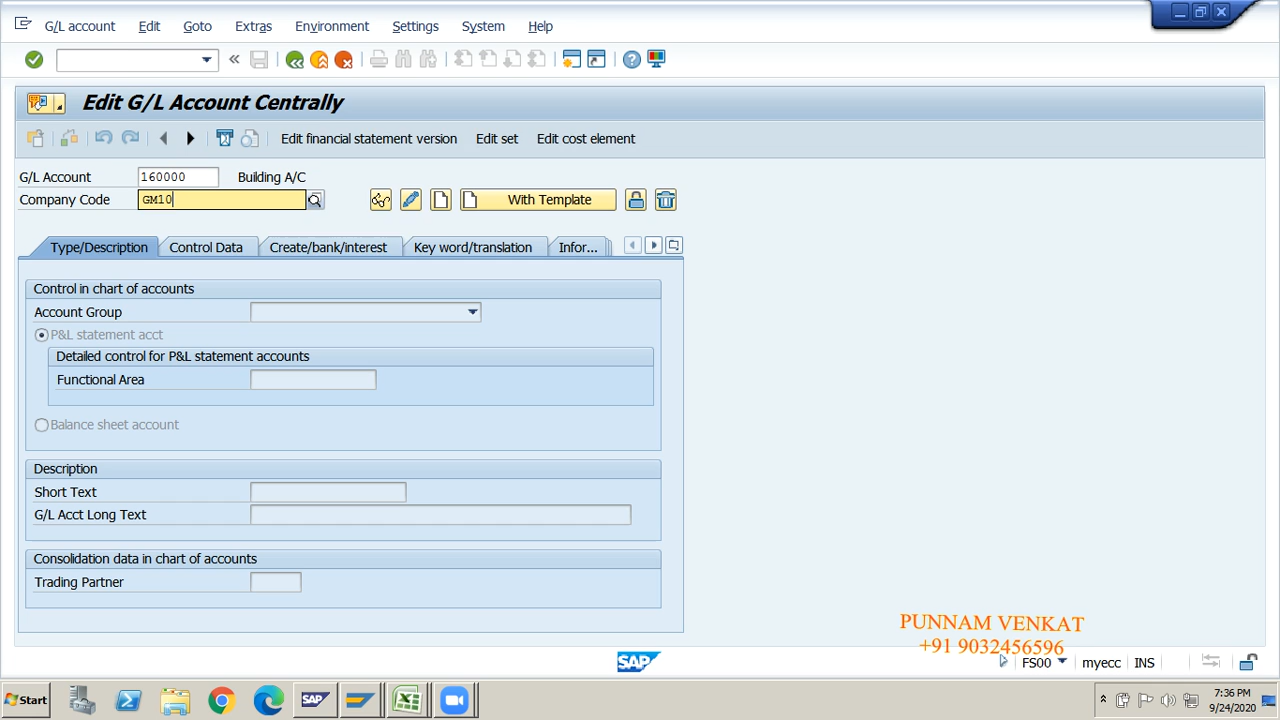 G/L account Edit Goto Extras Environment Settings System Help
Edit G/L Account Centrally
Edit financial statement version Edit set Edit cost element
G/L Account 160000 Building A/C
Company Code GM10 With Template
Type/Description Control Data Create/bank/interest Key word/translation Infor...
Control in chart of accounts
Account Group
P&L statement acct
Detailed control for P&L statement accounts
Functional Area
Balance sheet account
Description
Short Text
G/L Acct Long Text
Consolidation data in chart of accounts
Trading Partner
PUNNAM VENKAT
+91 9032456596
SAP FS00 myecc INS
Start SAP 7:36 PM
9/24/2020